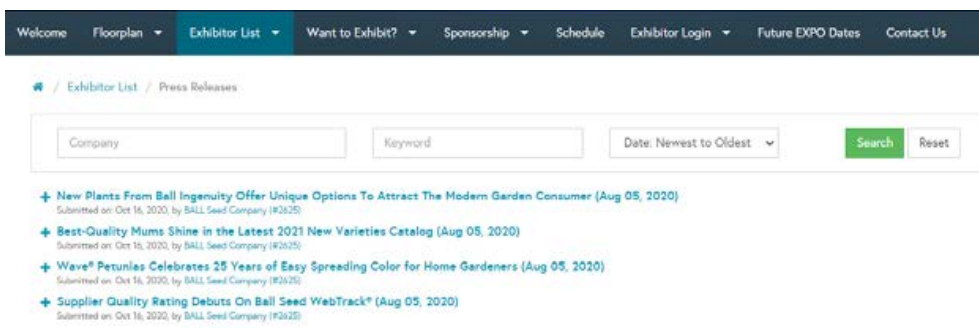 Welcome Floorplan Exhibitor List Want to Exhibit? Sponsorship Schedule Exhibitor Login Future EXPO Dates Contact Us
/ Exhibitor List / Press Releases
Company Keyword Date: Newest to Oldest Search Reset
+ New Plants From Ball Ingenuity Offer Unique Options To Attract The Modern Garden Consumer (Aug 05, 2020)
Submitted on: Oct 16, 2020, by BALL Seed Company (#2625)
+ Best-Quality Mums Shine in the Latest 2021 New Varieties Catalog (Aug 05, 2020)
Submitted on: Oct 16, 2020, by BALL Seed Company (#2625)
+ Wave® Petunias Celebrates 25 Years of Easy Spreading Color for Home Gardeners (Aug 05, 2020)
Submitted on: Oct 16, 2020, by BALL Seed Company (#2625)
+ Supplier Quality Rating Debuts On Ball Seed WebTrack® (Aug 05, 2020)
Submitted on: Oct 16, 2020, by BALL Seed Company (#2625)